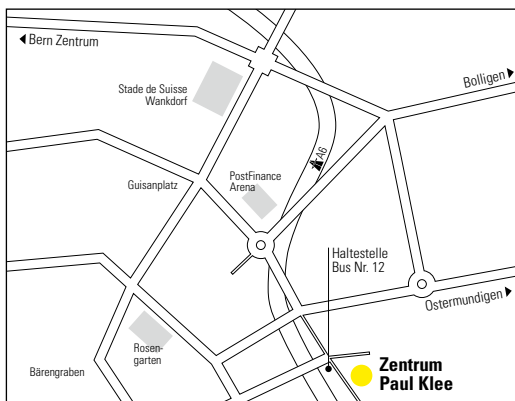 ◀ Bern Zentrum
Bolligen ▶
Stade de Suisse
Wankdorf
A6
PostFinance
Arena
Guisanplatz
Haltestelle
Bus Nr. 12
Ostermundigen ▶
Rosen-
garten
Bärengraben
Zentrum
Paul Klee